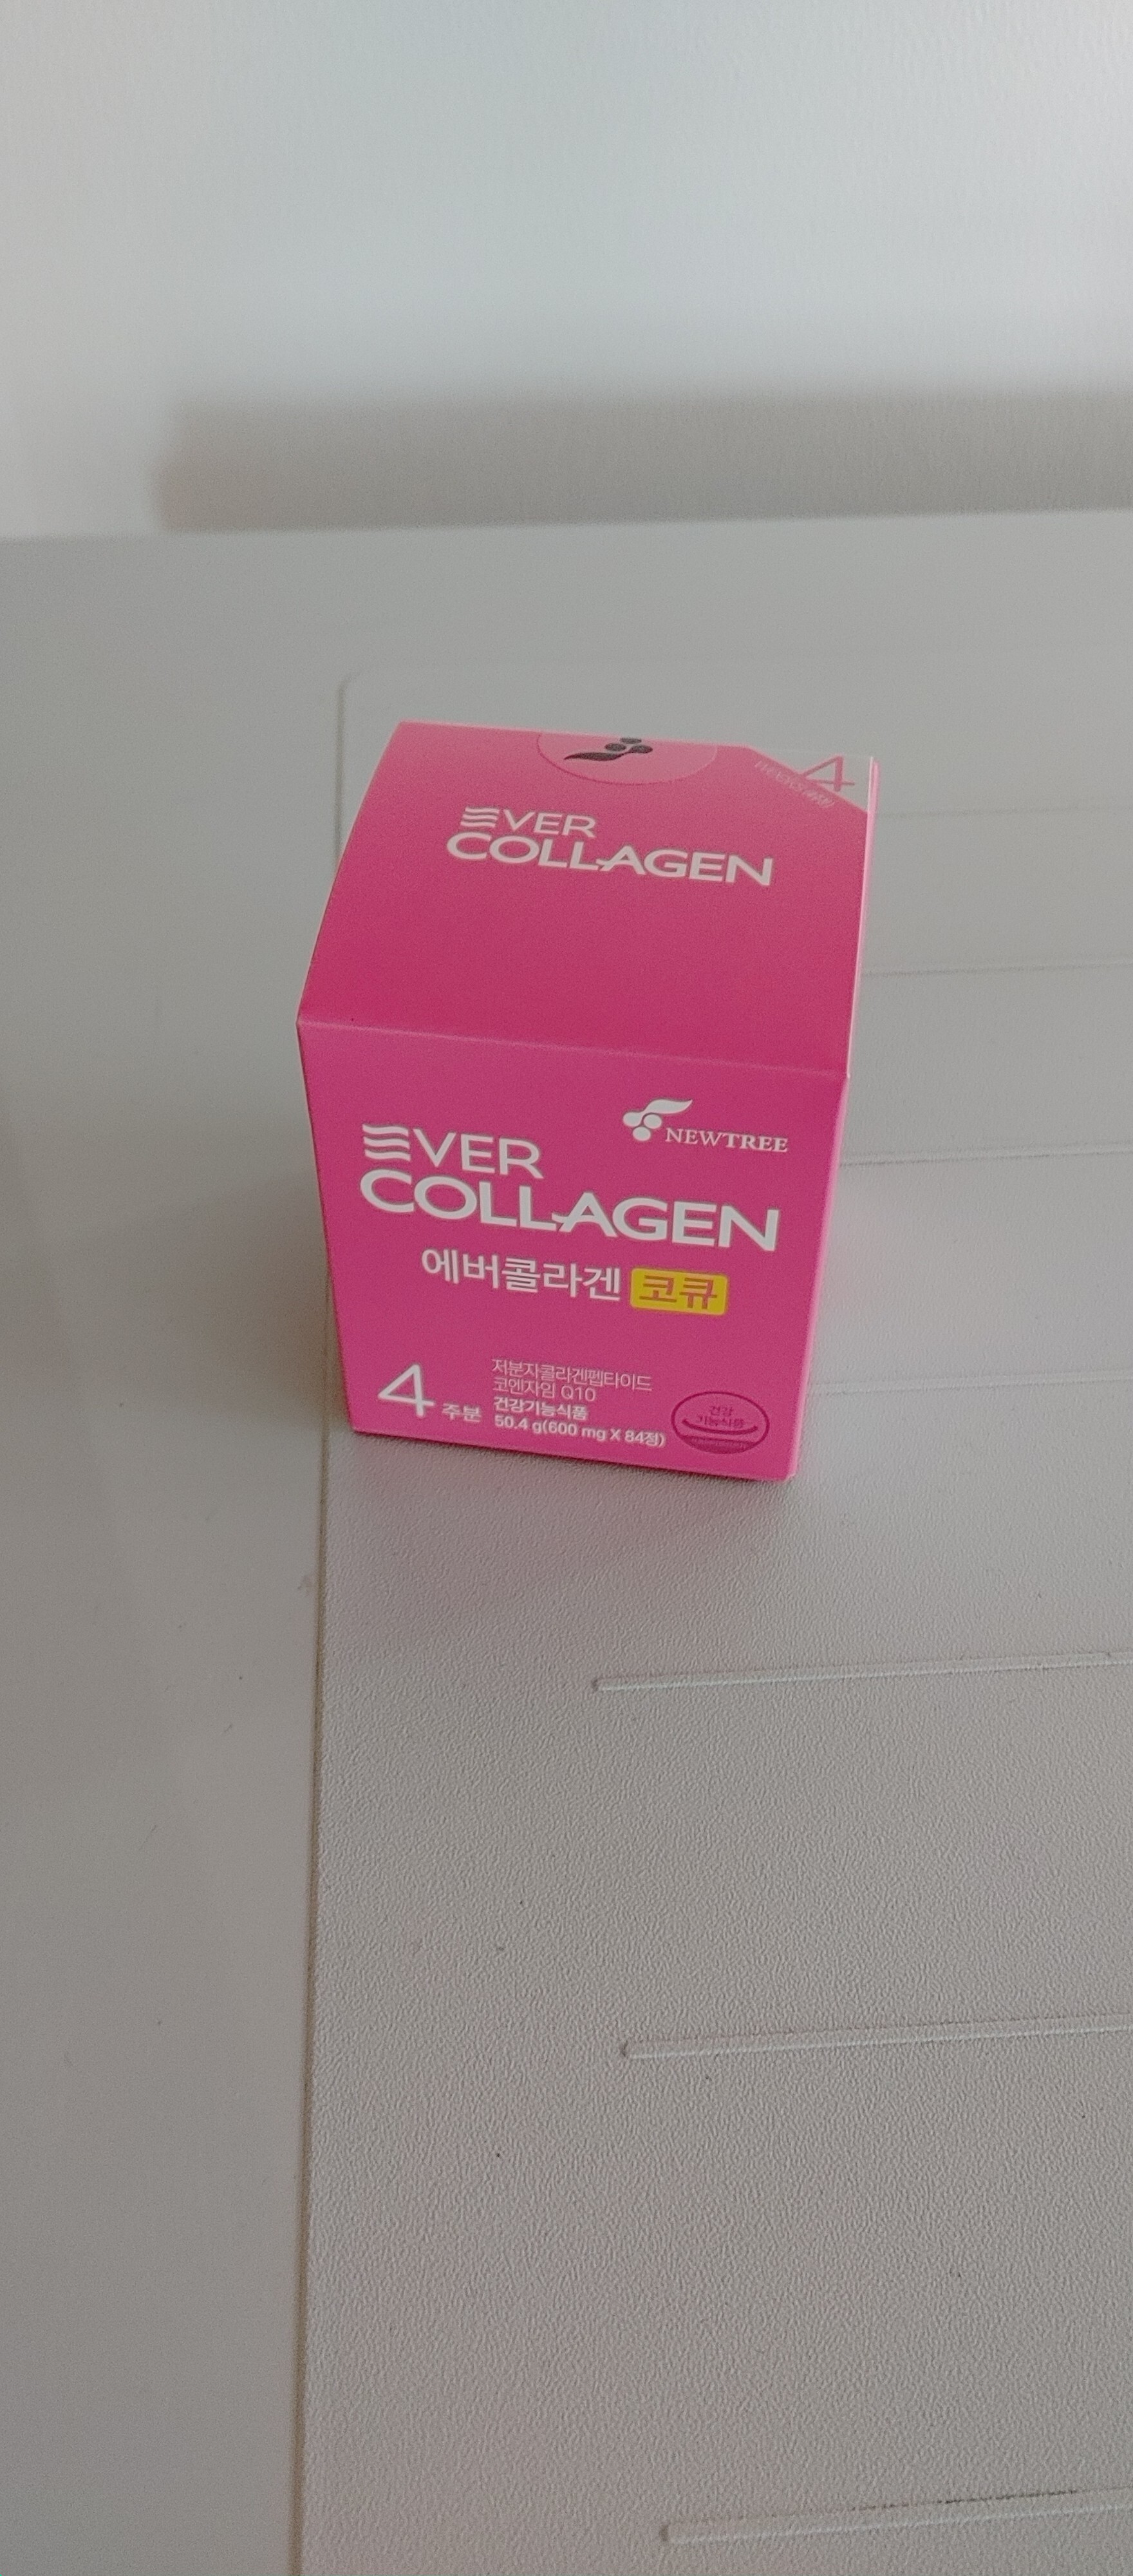 EVER
COLLAGEN
4
NEWTREE
EVER
COLLAGEN
에버콜라겐 코큐
4 주분
저분자콜라겐펩타이드
코엔자임 Q10
건강기능식품
50.4 g(600 mg X 84정)
건강
기능식품